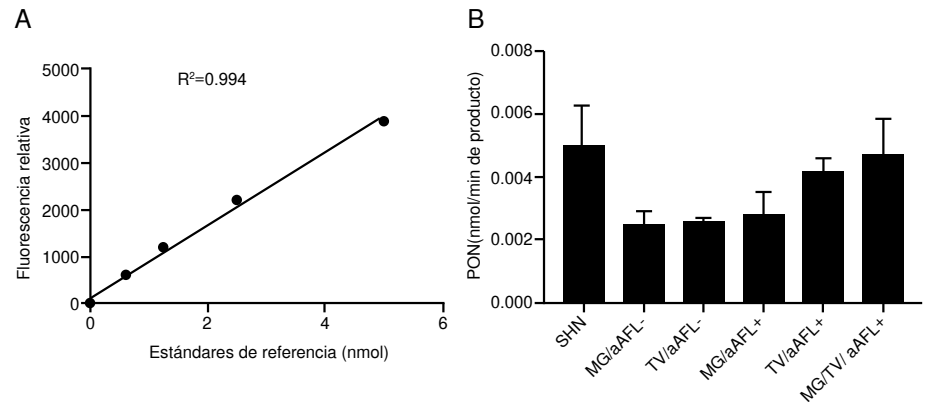 A
R²=0.994
Fluorescencia relativa
5000
4000
3000
2000
1000
0
0
2
4
6
Estándares de referencia (nmol)
B
PON(nmol/min de producto)
0.008
0.006
0.004
0.002
0.000
SHN
MG/aAFL-
TV/aAFL-
MG/aAFL+
TV/aAFL+
MG/TV/ aAFL+